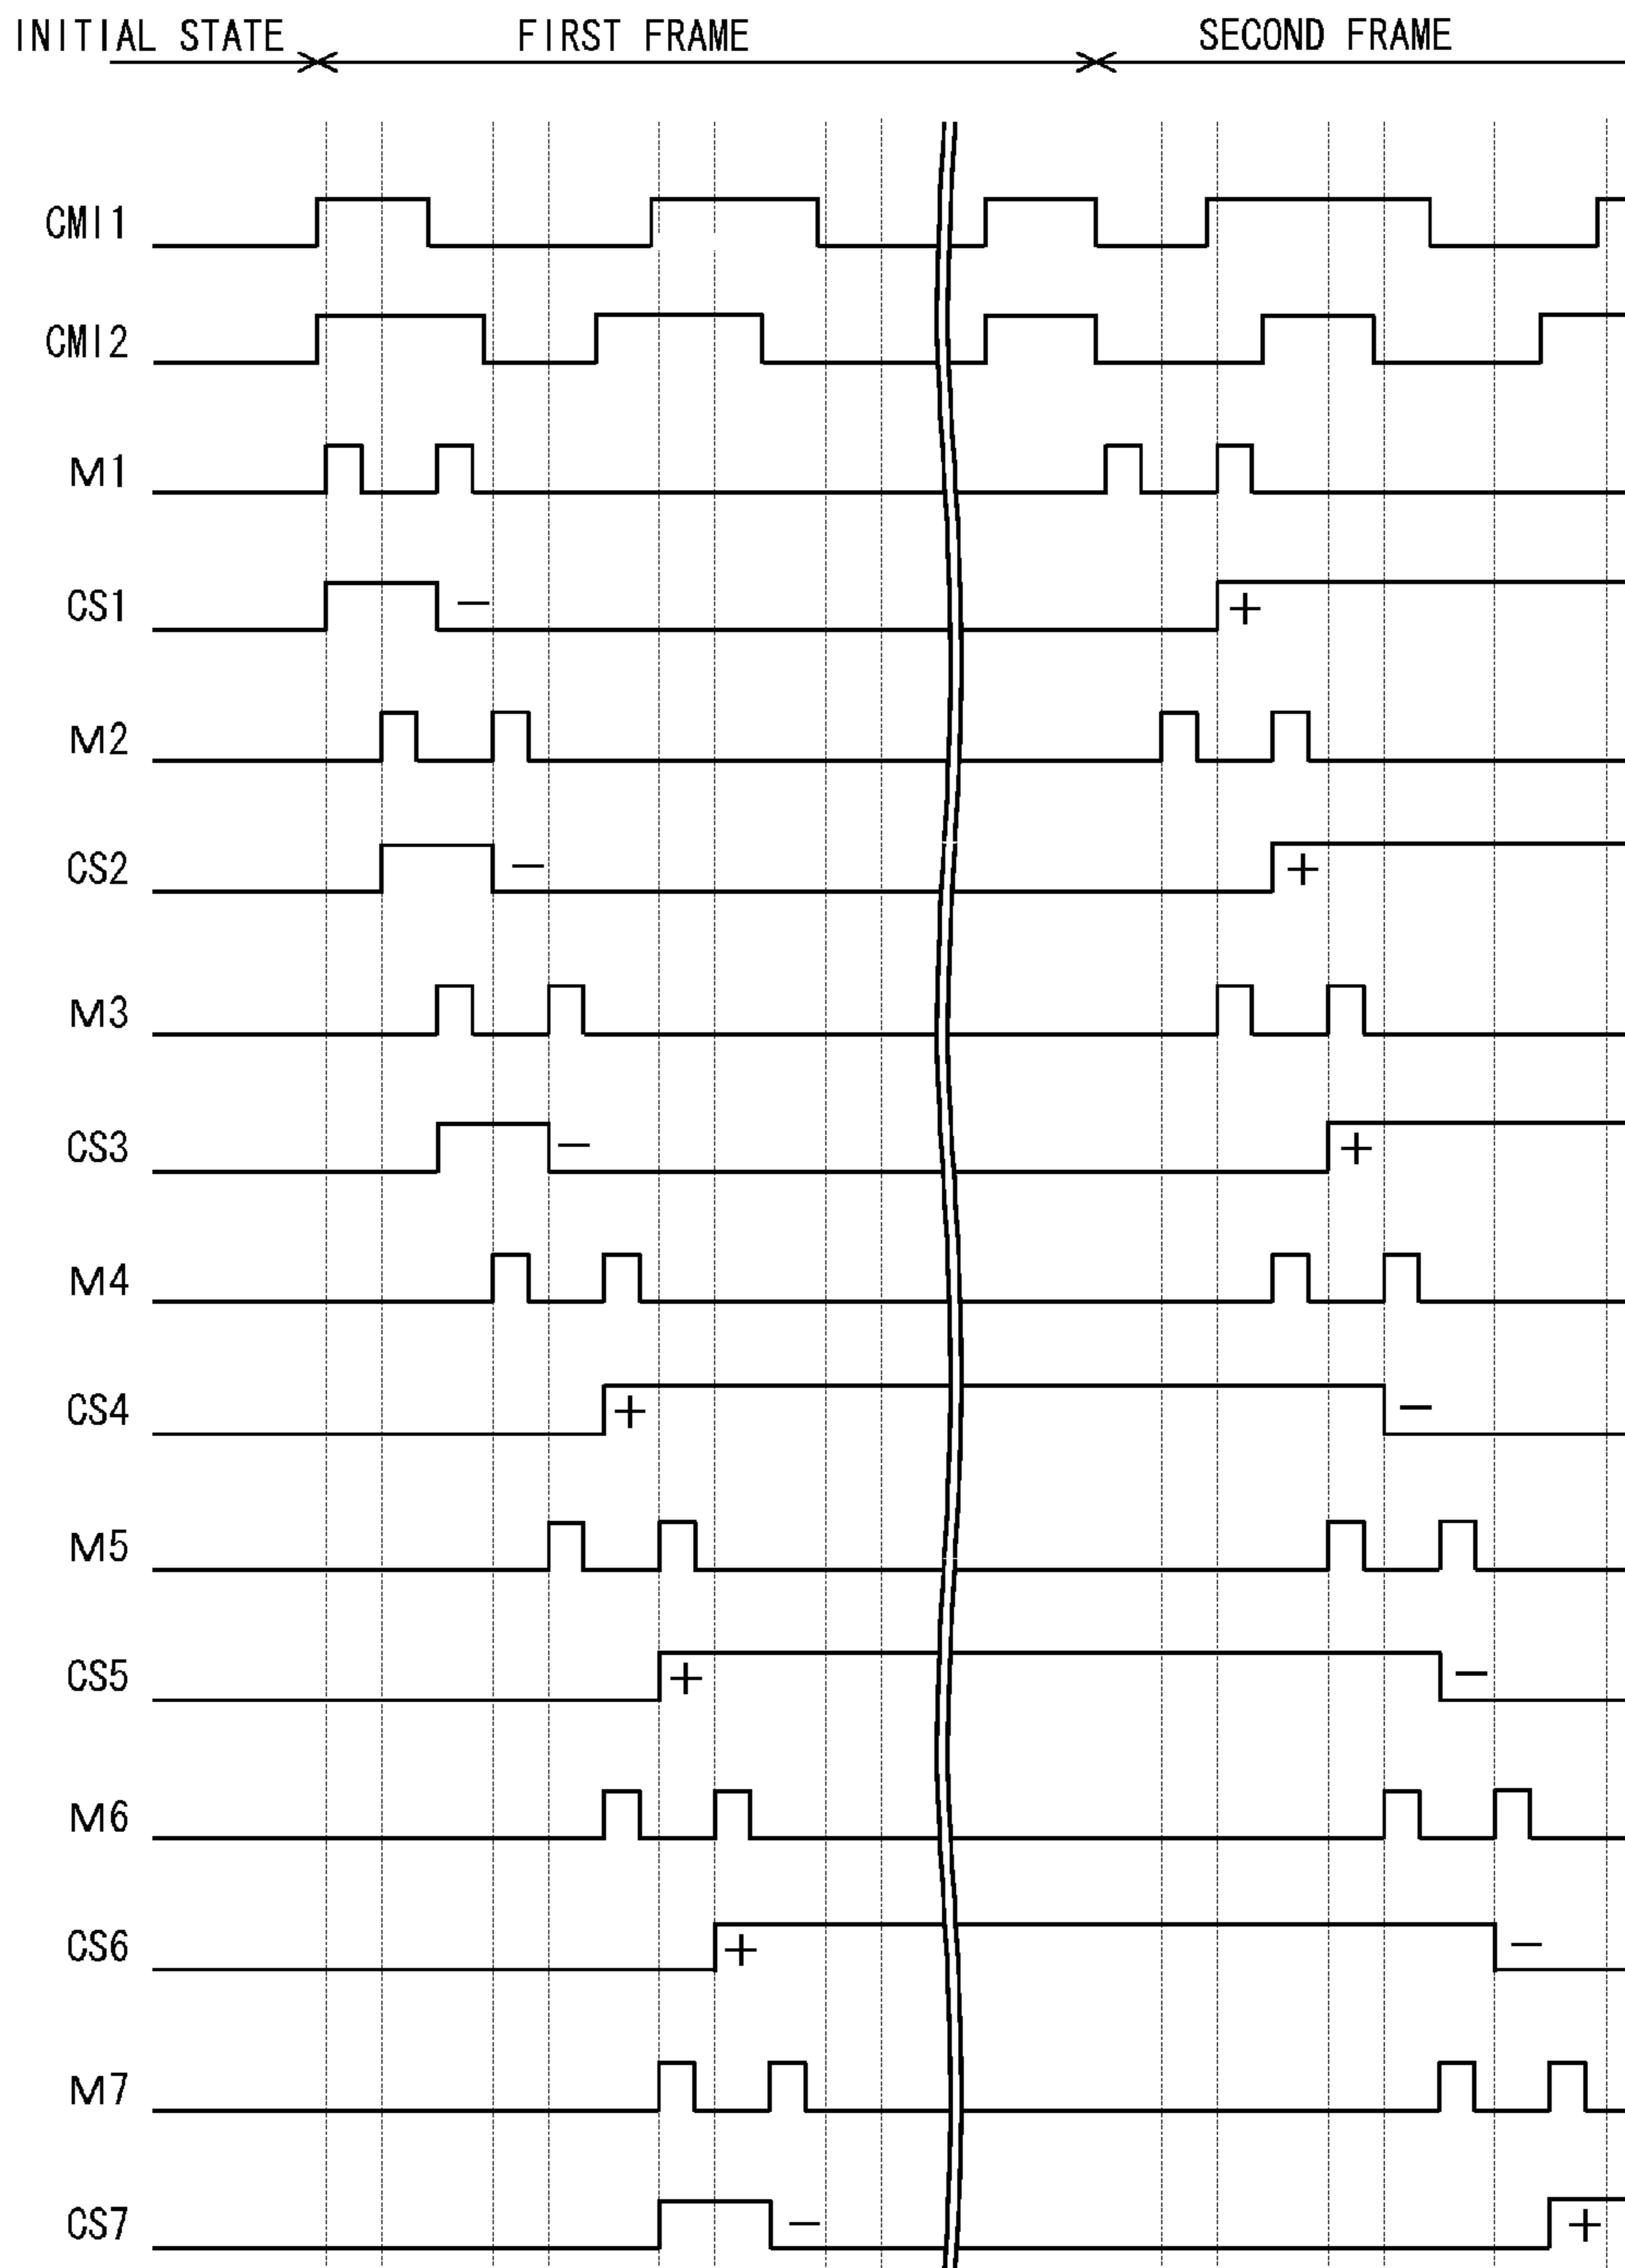 INITIAL STATE FIRST FRAME SECOND FRAME
CMI1
CMI2
M1
CS1 − +
M2
CS2 − +
M3
CS3 − +
M4
CS4 + −
M5
CS5 + −
M6
CS6 + −
M7
CS7 − +